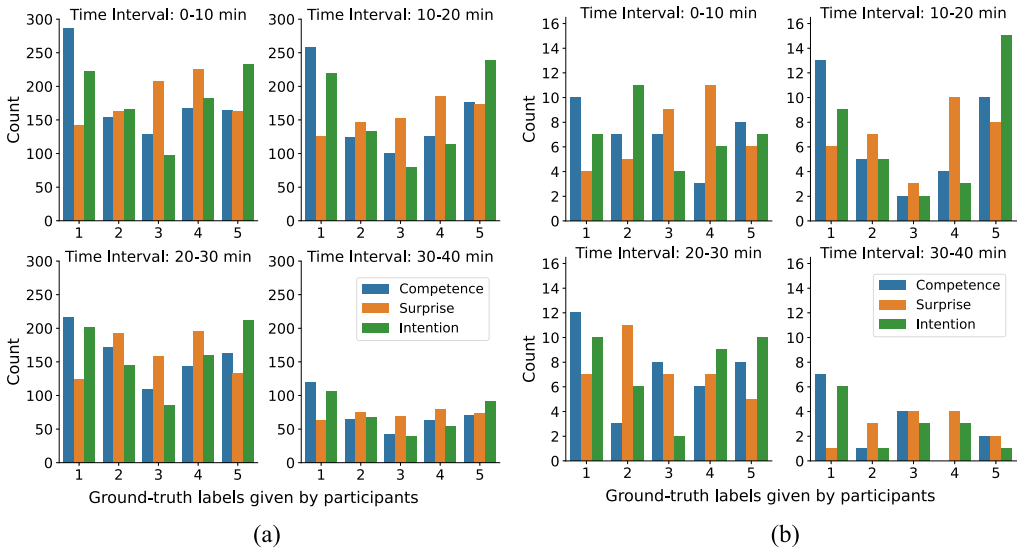 Time Interval: 0-10 min
Time Interval: 10-20 min
300
250
200
150
100
50
0
Count
1 2 3 4 5
300
250
200
150
100
50
0
1 2 3 4 5
Time Interval: 20-30 min
Time Interval: 30-40 min
300
250
200
150
100
50
0
Count
1 2 3 4 5
300
250
200
150
100
50
0
Competence
Surprise
Intention
1 2 3 4 5
Ground-truth labels given by participants
(a)
Time Interval: 0-10 min
Time Interval: 10-20 min
16
14
12
10
8
6
4
2
0
Count
1 2 3 4 5
16
14
12
10
8
6
4
2
0
1 2 3 4 5
Time Interval: 20-30 min
Time Interval: 30-40 min
16
14
12
10
8
6
4
2
0
Count
1 2 3 4 5
16
14
12
10
8
6
4
2
0
Competence
Surprise
Intention
1 2 3 4 5
Ground-truth labels given by participants
(b)